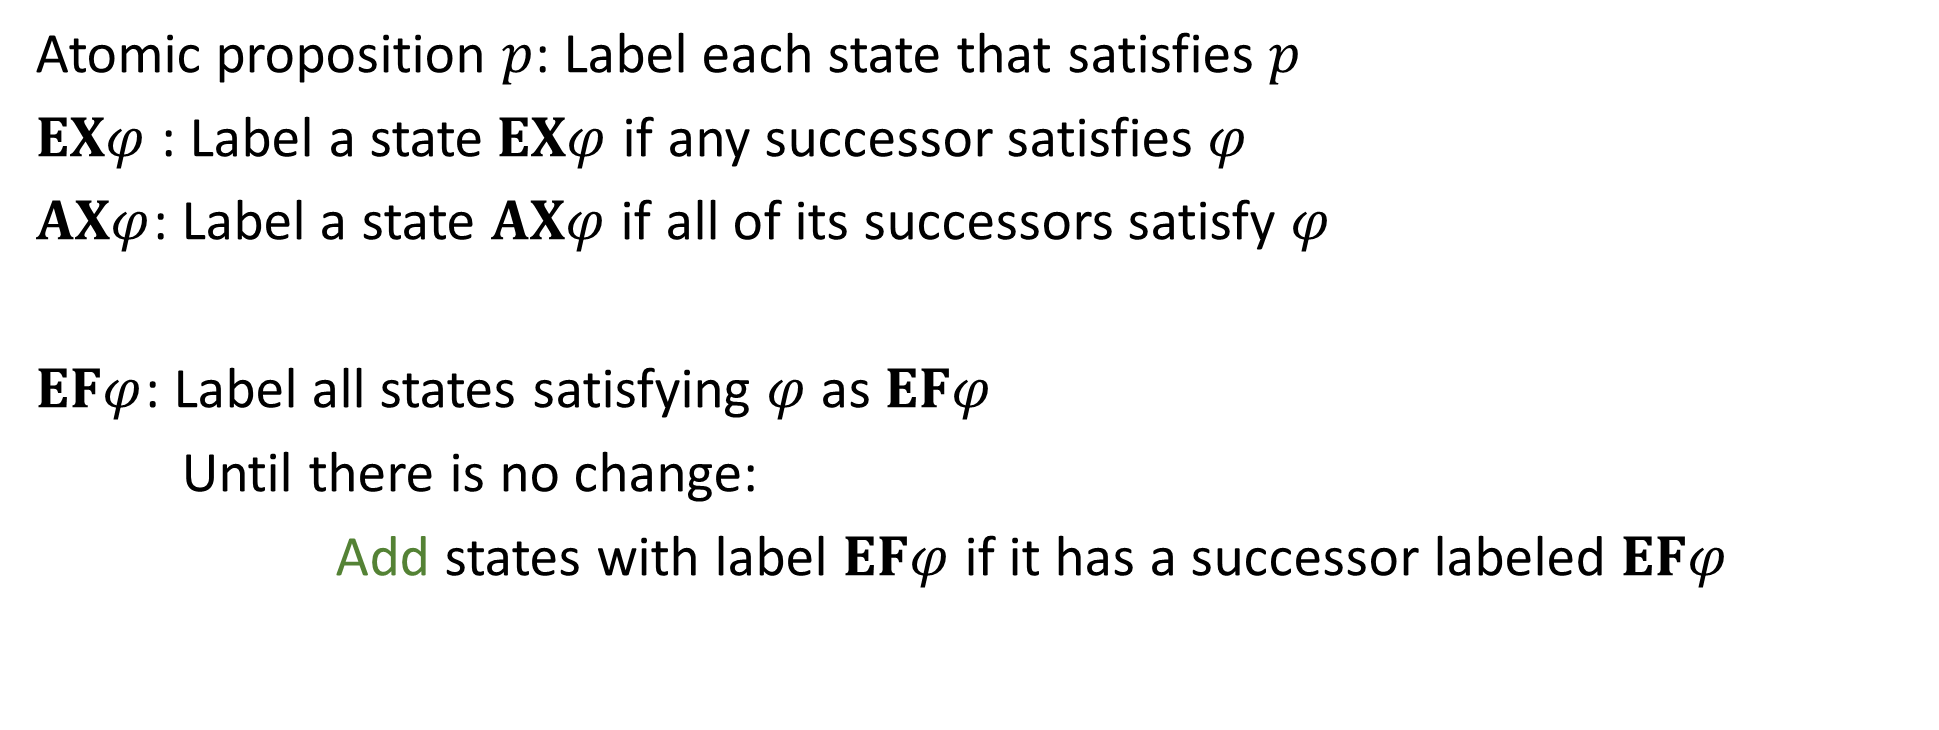 Atomic proposition 𝑝: Label each state that satisfies 𝑝
𝐄𝐗𝜑 : Label a state 𝐄𝐗𝜑 if any successor satisfies 𝜑
𝐀𝐗𝜑: Label a state 𝐀𝐗𝜑 if all of its successors satisfy 𝜑
𝐄𝐅𝜑: Label all states satisfying 𝜑 as 𝐄𝐅𝜑
Until there is no change:
Add states with label 𝐄𝐅𝜑 if it has a successor labeled 𝐄𝐅𝜑